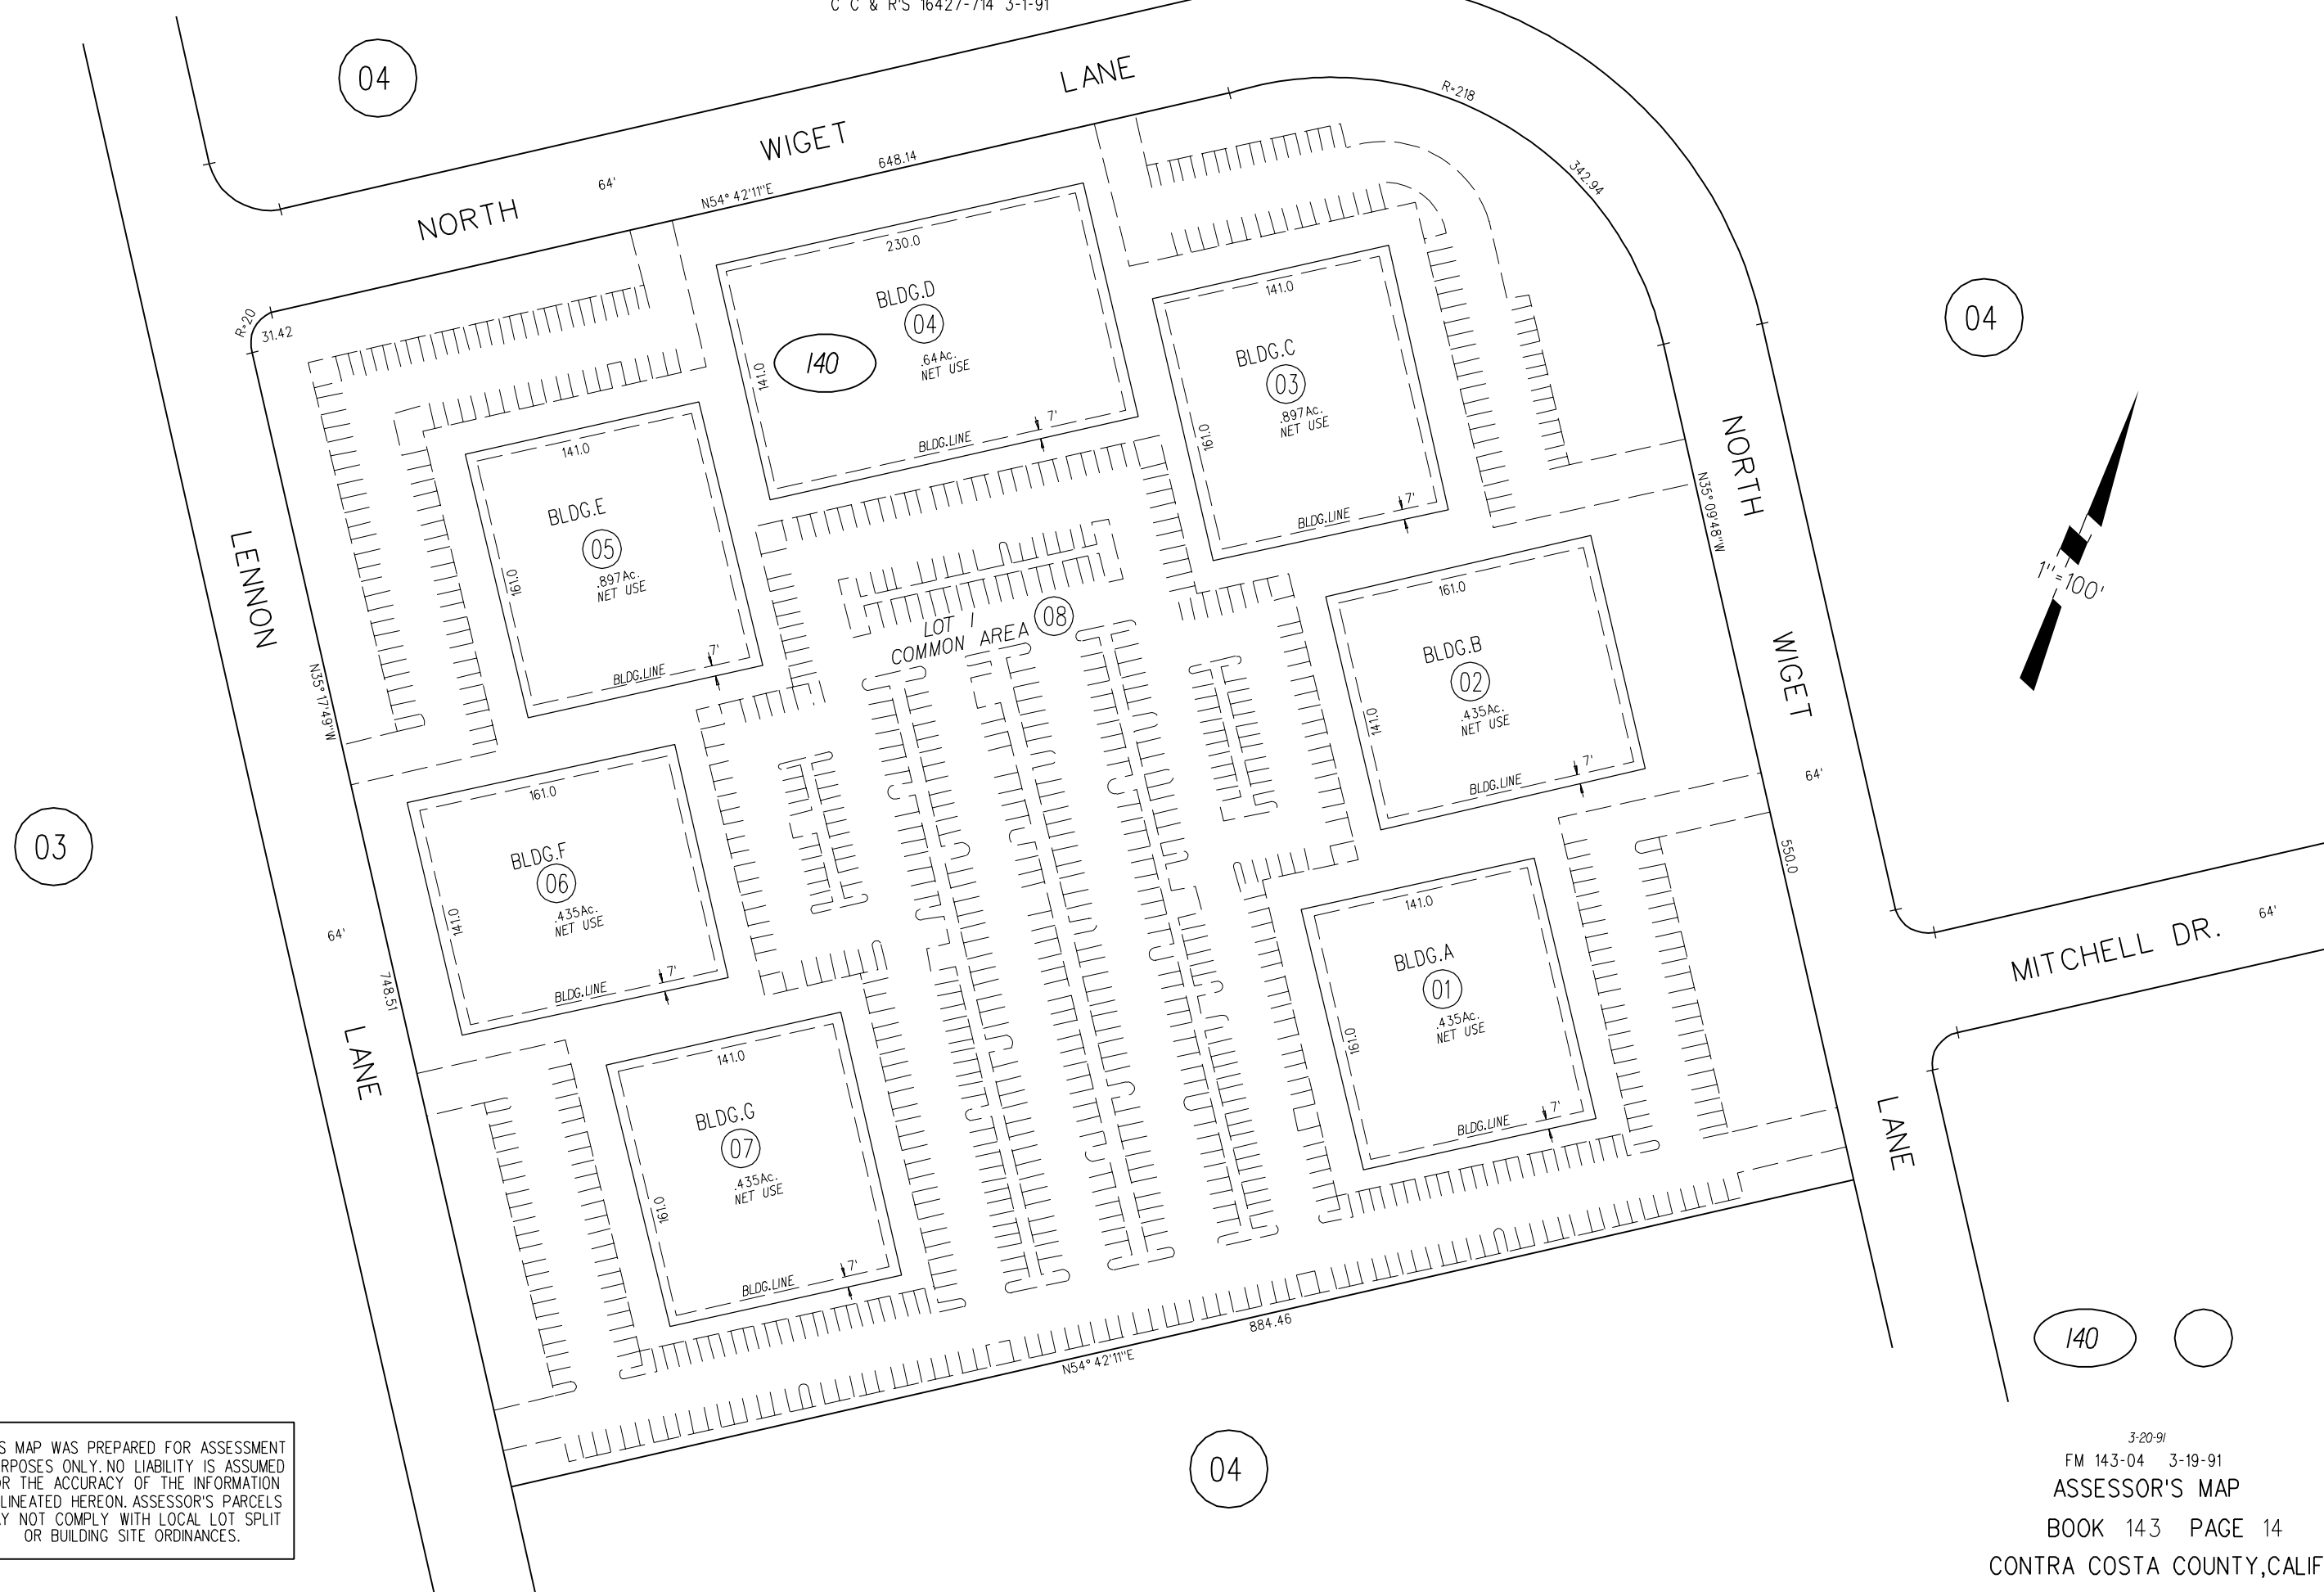 C C & R'S 16427-714 3-1-91
04
NORTH WIGET LANE
64'
N54° 42'11"E
648.14
R=218
342.94
R=20
31.42
230.0
BLDG.D
04
.64Ac.
NET USE
140
141.0
BLDG.LINE
7'
141.0
BLDG.C
03
.897Ac.
NET USE
161.0
BLDG.LINE
7'
04
141.0
BLDG.E
05
.897Ac.
NET USE
161.0
BLDG.LINE
7'
LENNON LANE
N35° 17'49"W
748.51
64'
03
LOT 1
COMMON AREA
08
161.0
BLDG.B
02
.435Ac.
NET USE
141.0
BLDG.LINE
7'
NORTH WIGET LANE
N35° 09'48"W
550.0
64'
1"=100'
161.0
BLDG.F
06
.435Ac.
NET USE
141.0
BLDG.LINE
7'
141.0
BLDG.A
01
.435Ac.
NET USE
161.0
BLDG.LINE
7'
MITCHELL DR.
64'
141.0
BLDG.G
07
.435Ac.
NET USE
161.0
BLDG.LINE
7'
N54° 42'11"E
884.46
04
140
S MAP WAS PREPARED FOR ASSESSMENT
RPOSES ONLY. NO LIABILITY IS ASSUMED
R THE ACCURACY OF THE INFORMATION
LINEATED HEREON. ASSESSOR'S PARCELS
Y NOT COMPLY WITH LOCAL LOT SPLIT
OR BUILDING SITE ORDINANCES.
3-20-91
FM 143-04 3-19-91
ASSESSOR'S MAP
BOOK 143 PAGE 14
CONTRA COSTA COUNTY,CALIF